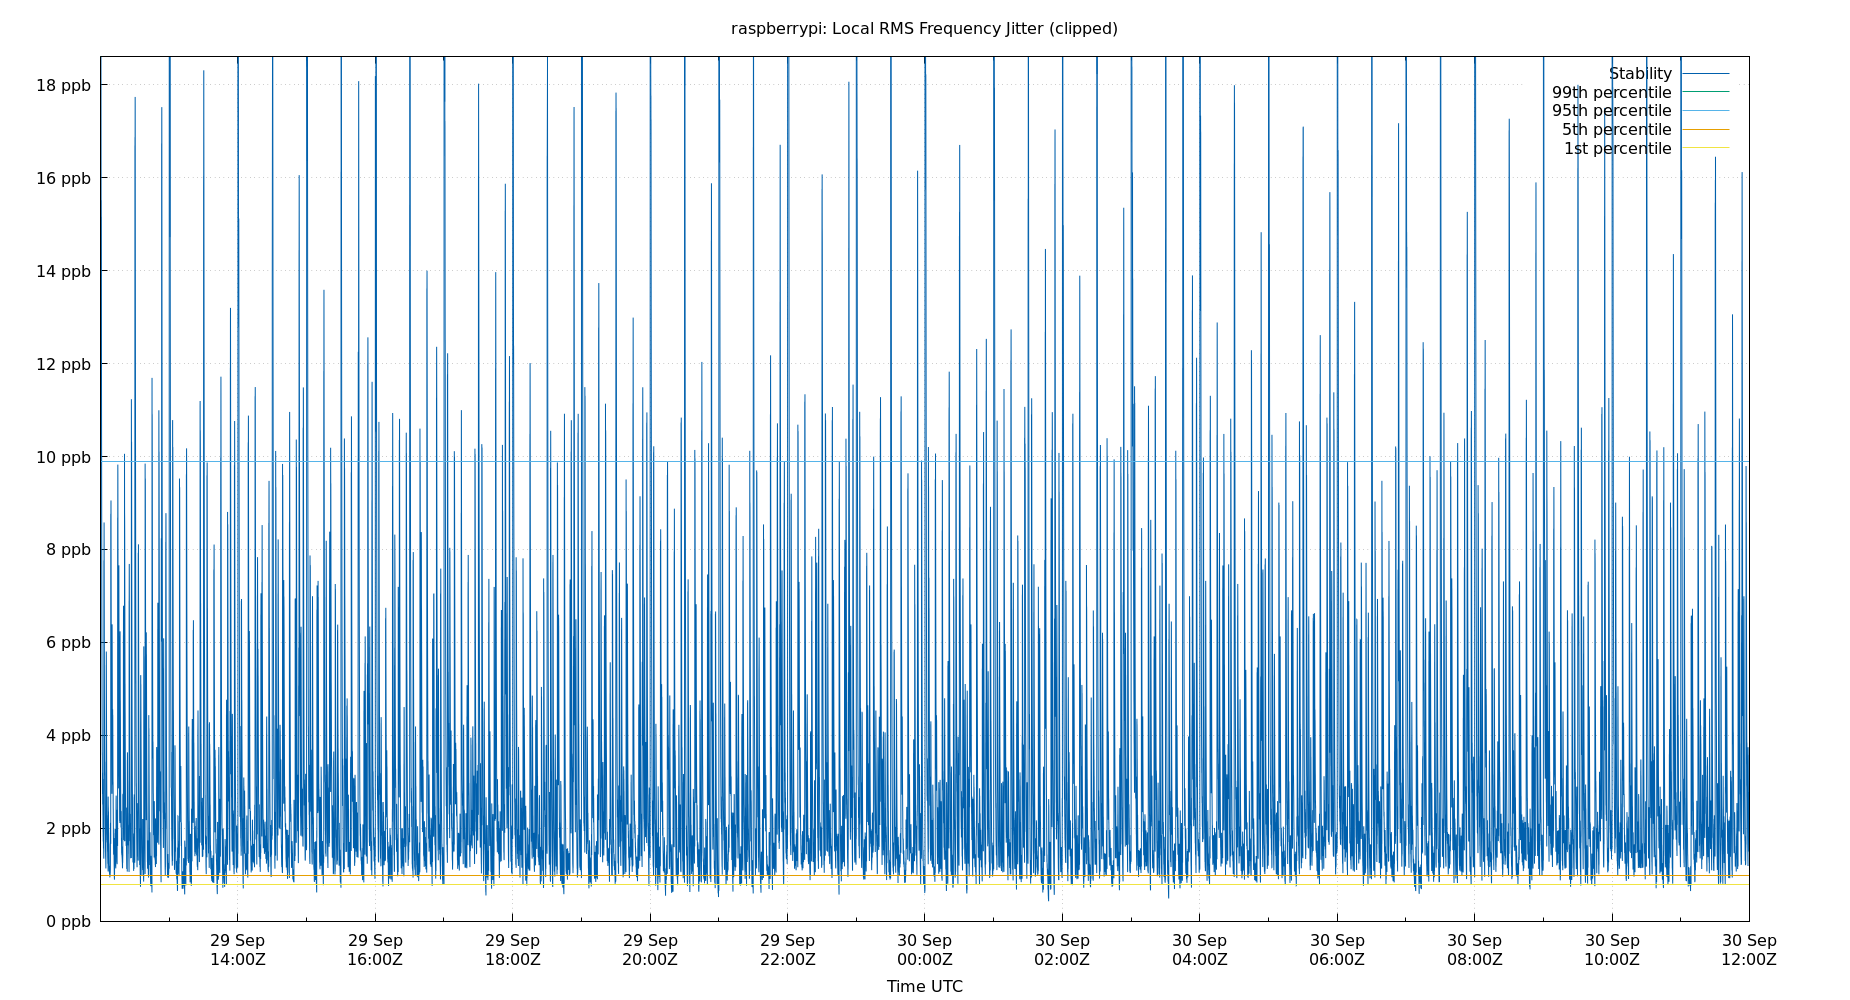 raspberrypi: Local RMS Frequency Jitter (clipped)
18 ppb
16 ppb
14 ppb
12 ppb
10 ppb
8 ppb
6 ppb
4 ppb
2 ppb
0 ppb
Stability
99th percentile
95th percentile
5th percentile
1st percentile
29 Sep 29 Sep 29 Sep 29 Sep 29 Sep 30 Sep 30 Sep 30 Sep 30 Sep 30 Sep 30 Sep 30 Sep
14:00Z 16:00Z 18:00Z 20:00Z 22:00Z 00:00Z 02:00Z 04:00Z 06:00Z 08:00Z 10:00Z 12:00Z
Time UTC